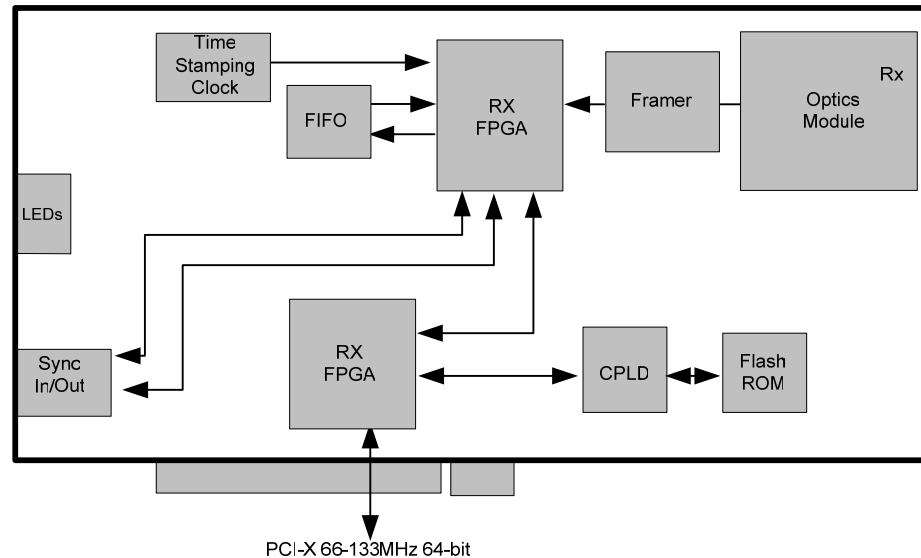 Time
Stamping
Clock
FIFO
RX
FPGA
Framer
Rx
Optics
Module
LEDs
Sync
In/Out
RX
FPGA
CPLD
Flash
ROM
PCI-X 66-133MHz 64-bit